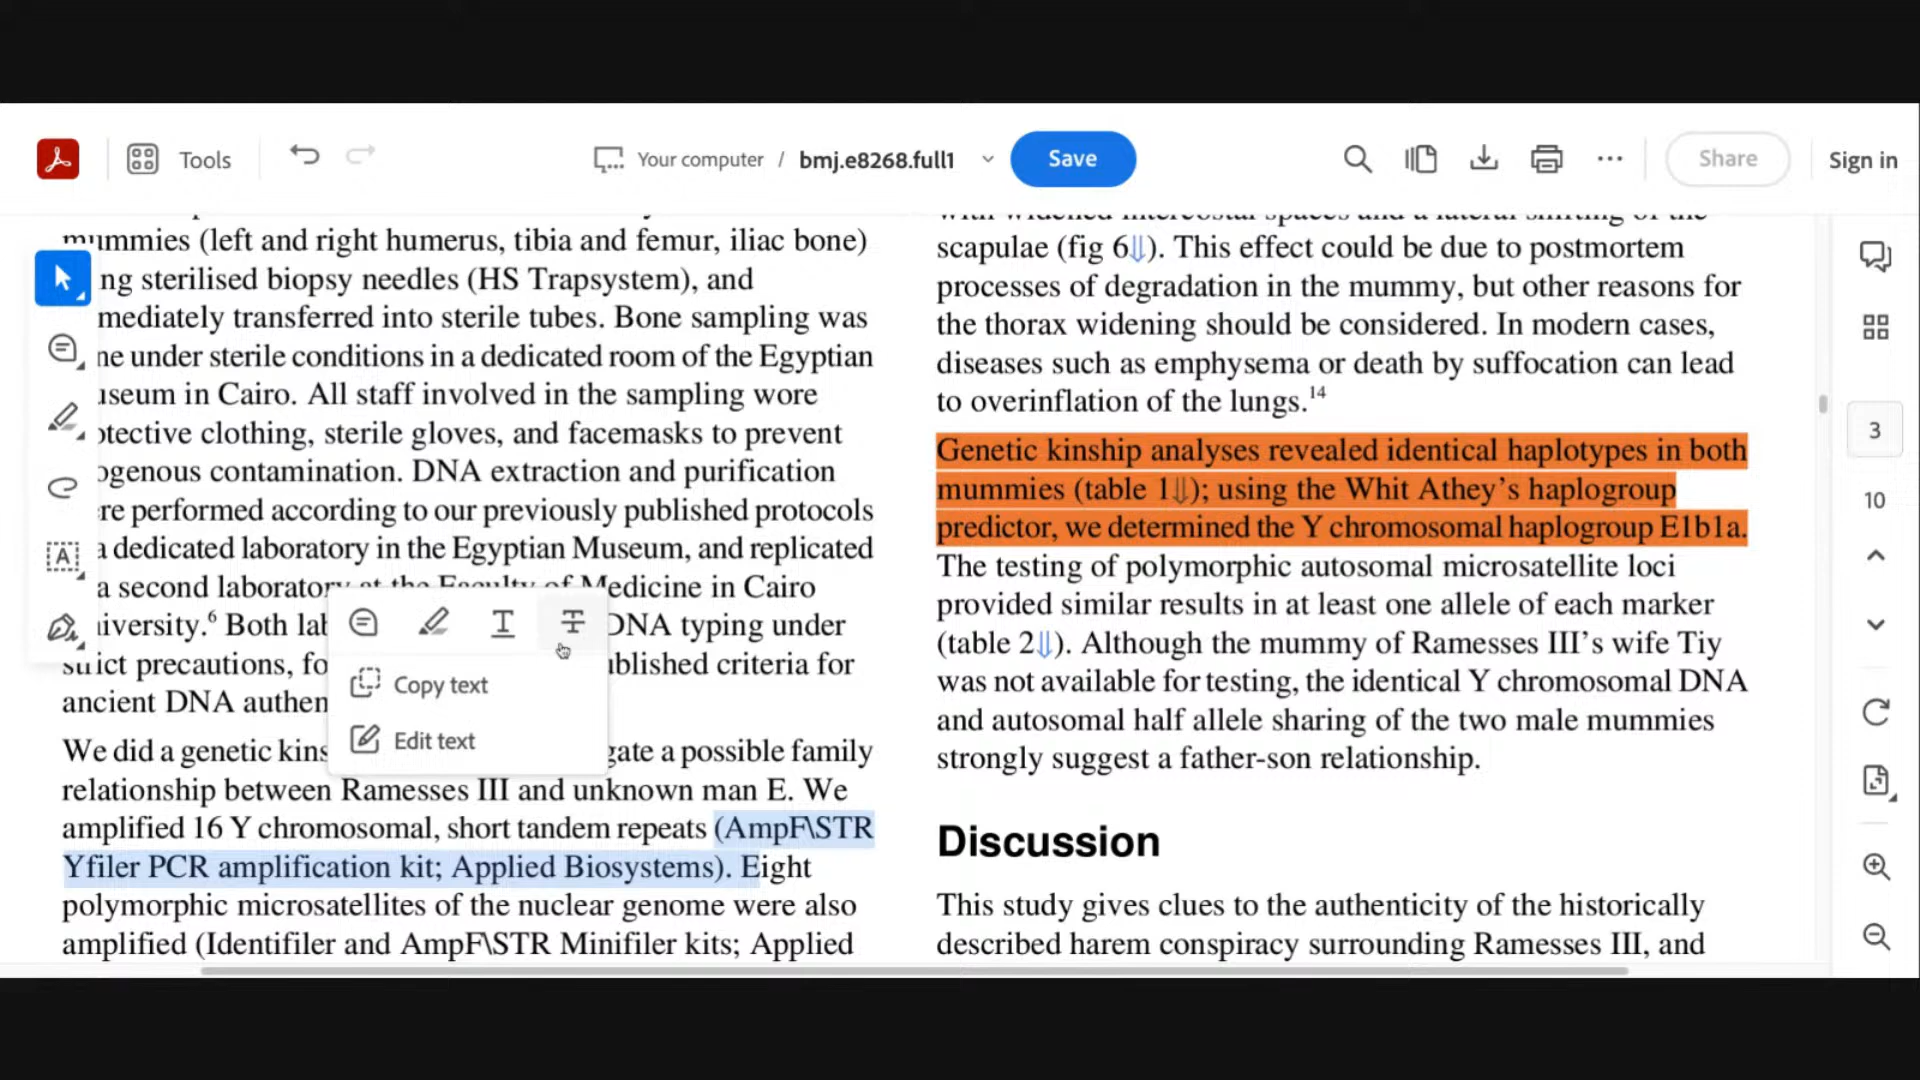 Tools
Your computer / bmj.e8268.full1
Save
Share
Sign in
mummies (left and right humerus, tibia and femur, iliac bone)
ng sterilised biopsy needles (HS Trapsystem), and
mediately transferred into sterile tubes. Bone sampling was
ne under sterile conditions in a dedicated room of the Egyptian
useum in Cairo. All staff involved in the sampling wore
otective clothing, sterile gloves, and facemasks to prevent
ogenous contamination. DNA extraction and purification
re performed according to our previously published protocols
a dedicated laboratory in the Egyptian Museum, and replicated
a second laboratory at the Faculty of Medicine in Cairo
iversity.6 Both lab DNA typing under
strict precautions, fo ublished criteria for
ancient DNA authen
We did a genetic kins gate a possible family
relationship between Ramesses III and unknown man E. We
amplified 16 Y chromosomal, short tandem repeats (AmpF\STR
Yfiler PCR amplification kit; Applied Biosystems). Eight
polymorphic microsatellites of the nuclear genome were also
amplified (Identifiler and AmpF\STR Minifiler kits; Applied
Copy text
Edit text
with widened intercostal spaces and a lateral shifting of the
scapulae (fig 6⇓). This effect could be due to postmortem
processes of degradation in the mummy, but other reasons for
the thorax widening should be considered. In modern cases,
diseases such as emphysema or death by suffocation can lead
to overinflation of the lungs.14
Genetic kinship analyses revealed identical haplotypes in both
mummies (table 1⇓); using the Whit Athey's haplogroup
predictor, we determined the Y chromosomal haplogroup E1b1a.
The testing of polymorphic autosomal microsatellite loci
provided similar results in at least one allele of each marker
(table 2⇓). Although the mummy of Ramesses III's wife Tiy
was not available for testing, the identical Y chromosomal DNA
and autosomal half allele sharing of the two male mummies
strongly suggest a father-son relationship.
Discussion
This study gives clues to the authenticity of the historically
described harem conspiracy surrounding Ramesses III, and
3
10